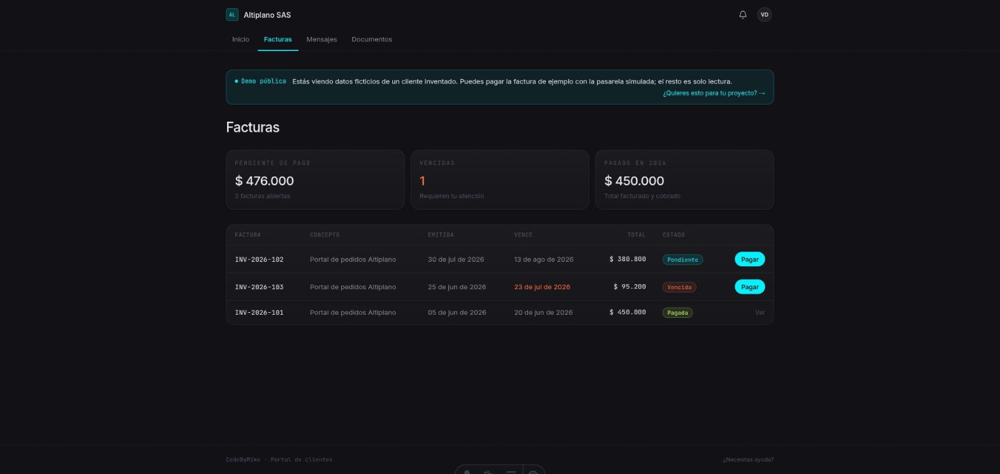 AL Altiplano SAS VD
Inicio Facturas Mensajes Documentos
Demo pública Estás viendo datos ficticios de un cliente inventado. Puedes pagar la factura de ejemplo con la pasarela simulada; el resto es solo lectura.
¿Quieres esto para tu proyecto? →
Facturas
PENDIENTE DE PAGO
$ 476.000
2 facturas abiertas
VENCIDAS
1
Requieren tu atención
PAGADO EN 2026
$ 450.000
Total facturado y cobrado
FACTURA CONCEPTO EMITIDA VENCE TOTAL ESTADO
INV-2026-102 Portal de pedidos Altiplano 30 de jul de 2026 13 de ago de 2026 $ 380.800 Pendiente Pagar
INV-2026-103 Portal de pedidos Altiplano 25 de jun de 2026 23 de jul de 2026 $ 95.200 Vencida Pagar
INV-2026-101 Portal de pedidos Altiplano 05 de jun de 2026 20 de jun de 2026 $ 450.000 Pagada Ver
CodeByMike · Portal de clientes ¿Necesitas ayuda?